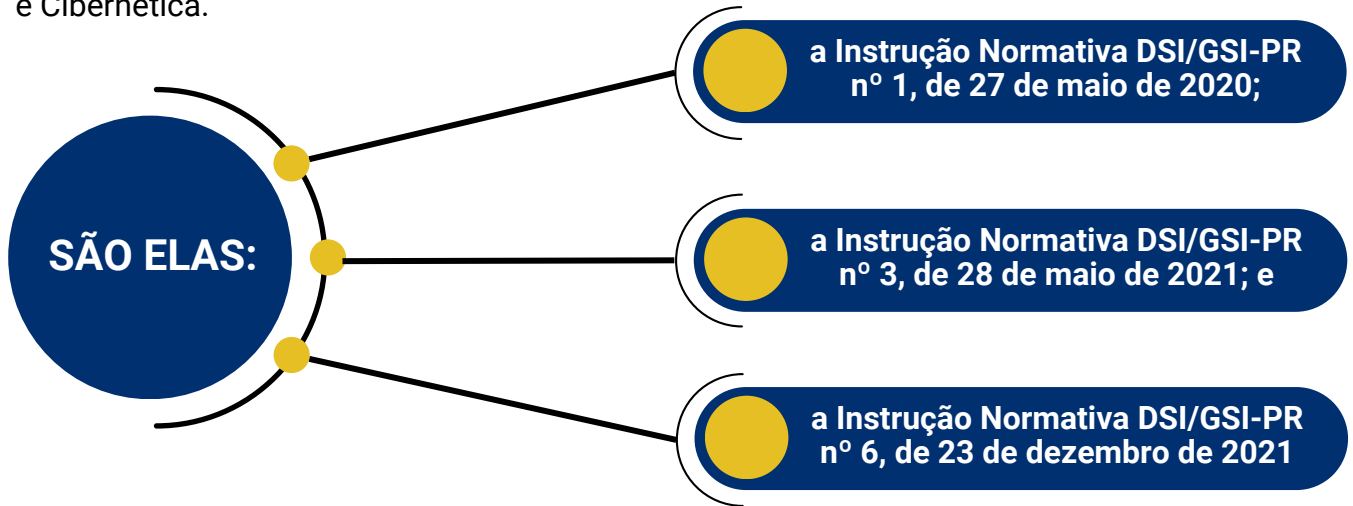 e Cibernética.
SÃO ELAS:
a Instrução Normativa DSI/GSI-PR
nº 1, de 27 de maio de 2020;
a Instrução Normativa DSI/GSI-PR
nº 3, de 28 de maio de 2021; e
a Instrução Normativa DSI/GSI-PR
nº 6, de 23 de dezembro de 2021